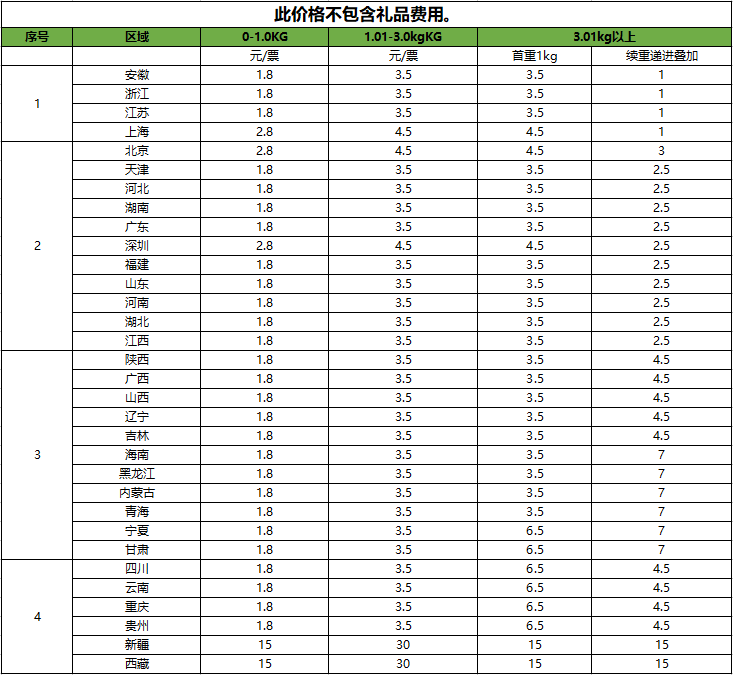 此价格不包含礼品费用。
序号 区域 0-1.0KG 1.01-3.0kgKG 3.01kg以上
元/票 元/票 首重1kg 续重递进叠加
1
安徽 1.8 3.5 3.5 1
浙江 1.8 3.5 3.5 1
江苏 1.8 3.5 3.5 1
上海 2.8 4.5 4.5 1
2
北京 2.8 4.5 4.5 3
天津 1.8 3.5 3.5 2.5
河北 1.8 3.5 3.5 2.5
湖南 1.8 3.5 3.5 2.5
广东 1.8 3.5 3.5 2.5
深圳 2.8 4.5 4.5 2.5
福建 1.8 3.5 3.5 2.5
山东 1.8 3.5 3.5 2.5
河南 1.8 3.5 3.5 2.5
湖北 1.8 3.5 3.5 2.5
江西 1.8 3.5 3.5 2.5
3
陕西 1.8 3.5 3.5 4.5
广西 1.8 3.5 3.5 4.5
山西 1.8 3.5 3.5 4.5
辽宁 1.8 3.5 3.5 4.5
吉林 1.8 3.5 3.5 4.5
海南 1.8 3.5 3.5 7
黑龙江 1.8 3.5 3.5 7
内蒙古 1.8 3.5 3.5 7
青海 1.8 3.5 3.5 7
宁夏 1.8 3.5 6.5 7
甘肃 1.8 3.5 6.5 7
4
四川 1.8 3.5 6.5 4.5
云南 1.8 3.5 6.5 4.5
重庆 1.8 3.5 6.5 4.5
贵州 1.8 3.5 6.5 4.5
新疆 15 30 15 15
西藏 15 30 15 15